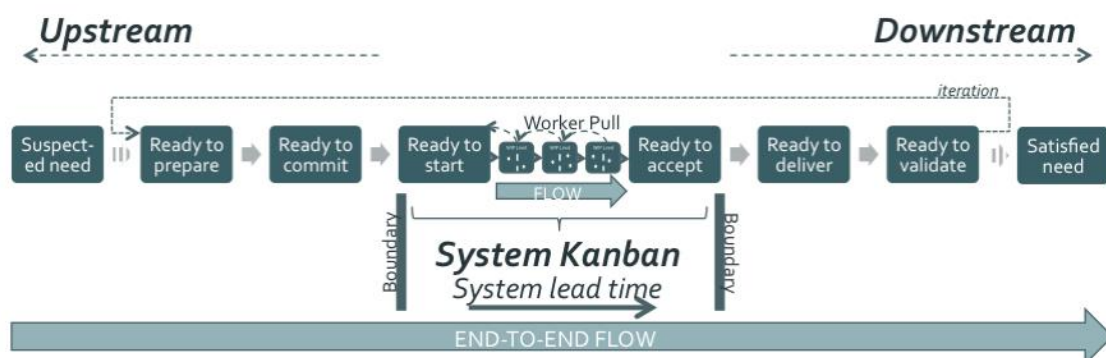 Upstream
Downstream
iteration
Suspect-
ed need
Ready to
prepare
Ready to
commit
Ready to
start
Worker Pull
Ready to
accept
Ready to
deliver
Ready to
validate
Satisfied
need
FLOW
Boundary
Boundary
System Kanban
System lead time
END-TO-END FLOW